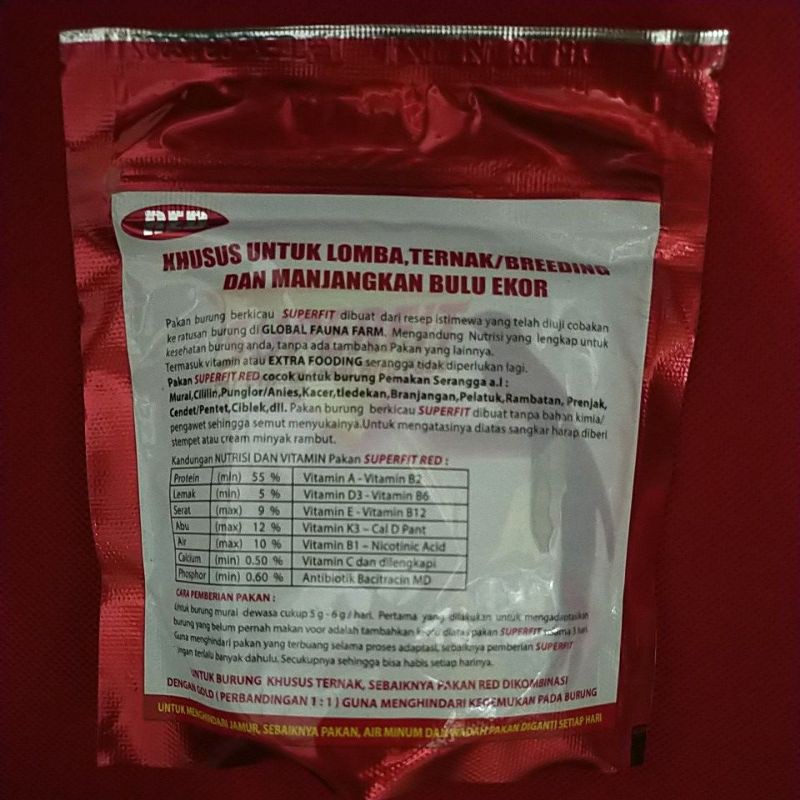 RED
KHUSUS UNTUK LOMBA,TERNAK/BREEDING
DAN MANJANGKAN BULU EKOR
Pakan burung berkicau SUPERFIT dibuat dari resep istimewa yang telah diuji cobakan
ke ratusan burung di GLOBAL FAUNA FARM. Mengandung Nutrisi yang lengkap untuk
kesehatan burung anda, tanpa ada tambahan Pakan yang lainnya.
Termasuk vitamin atau EXTRA FOODING serangga tidak diperlukan lagi.
Pakan SUPERFIT RED cocok untuk burung Pemakan Serangga a.l :
Murai,Cililin,Punglor/Anies,Kacer,tledekan,Branjangan,Pelatuk,Rambatan, Prenjak,
Cendet/Pentet,Ciblek,dll. Pakan burung berkicau SUPERFIT dibuat tanpa bahan kimia/
pengawet sehingga semut menyukainya.Untuk mengatasinya diatas sangkar harap diberi
stempet atau cream minyak rambut.
Kandungan NUTRISI DAN VITAMIN Pakan SUPERFIT RED :
Protein (min) 55 % Vitamin A - Vitamin B2
Lemak (min) 5 % Vitamin D3 - Vitamin B6
Serat (max) 9 % Vitamin E - Vitamin B12
Abu (max) 12 % Vitamin K3 – Cal D Pant
Air (max) 10 % Vitamin B1 – Nicotinic Acid
Calcium (min) 0.50 % Vitamin C dan dilengkapi
Phosphor (min) 0,60 % Antibiotik Bacitracin MD
CARA PEMBERIAN PAKAN :
Untuk burung murai dewasa cukup 5 g - 6 g / hari. Pertama yang dilakukan untuk mengadaptasikan
burung yang belum pernah makan voor adalah tambahkan diatas pakan SUPERFIT 3 hari.
Guna menghindari pakan yang terbuang selama proses adaptasi, sebaiknya pemberian SUPERFIT
jangan terlalu banyak dahulu. Secukupnya sehingga bisa habis setiap harinya.
UNTUK BURUNG KHUSUS TERNAK, SEBAIKNYA PAKAN RED DIKOMBINASI
DENGAN GOLD ( PERBANDINGAN 1 : 1 ) GUNA MENGHINDARI KEGEMUKAN PADA BURUNG
UNTUK MENGHINDARI JAMUR, SEBAIKNYA PAKAN, AIR MINUM DAN WADAH PAKAN DIGANTI SETIAP HARI